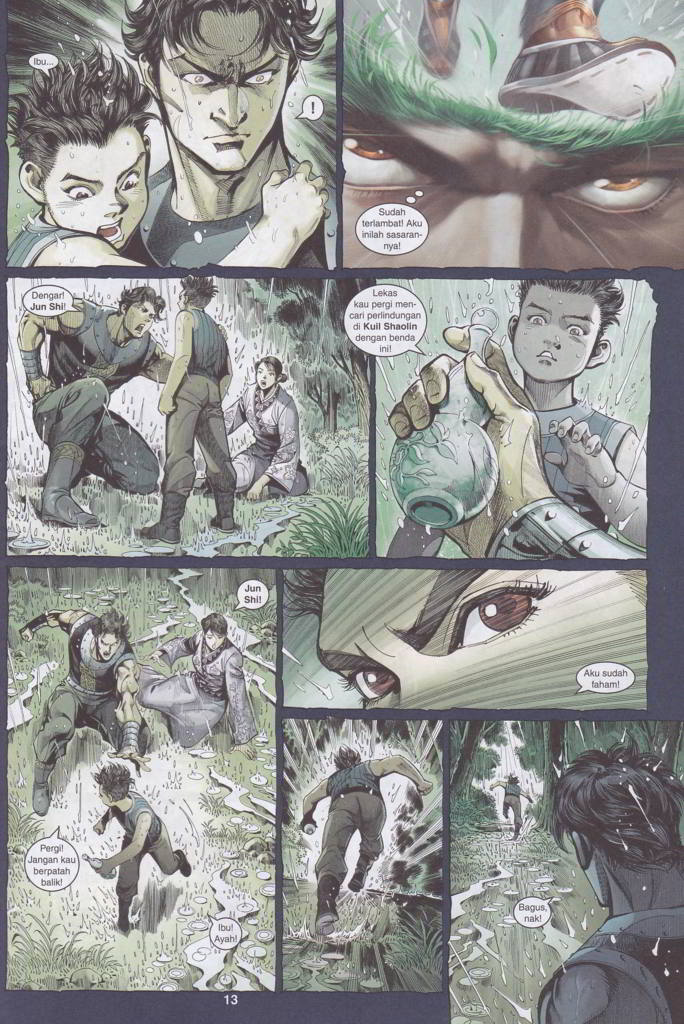 Ibu...
!
Sudah
terlambat! Aku
inilah sasaran-
nya!
Dengar!
Jun Shi!
Lekas
kau pergi men-
cari perlindungan
di Kuil Shaolin
dengan benda
ini!
Jun
Shi!
Pergi!
Jangan kau
berpatah
balik!
Ibu!
Ayah!
Aku sudah
faham!
Bagus,
nak!
13